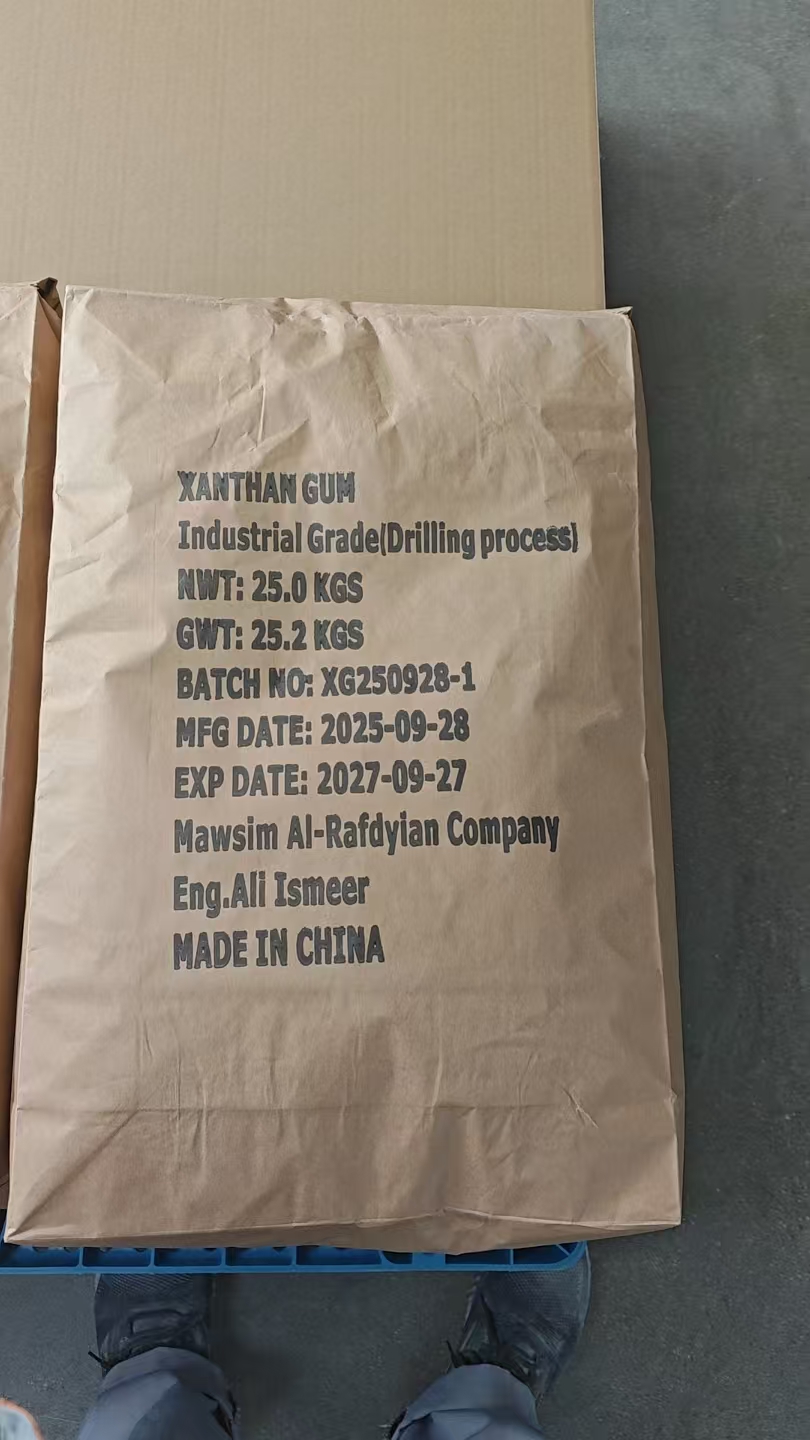 XANTHAN GUM
Industrial Grade(Drilling process)
NWT: 25.0 KGS
GWT: 25.2 KGS
BATCH NO: XG250928-1
MFG DATE: 2025-09-28
EXP DATE: 2027-09-27
Mawsim Al-Rafdyian Company
Eng.Ali Ismeer
MADE IN CHINA